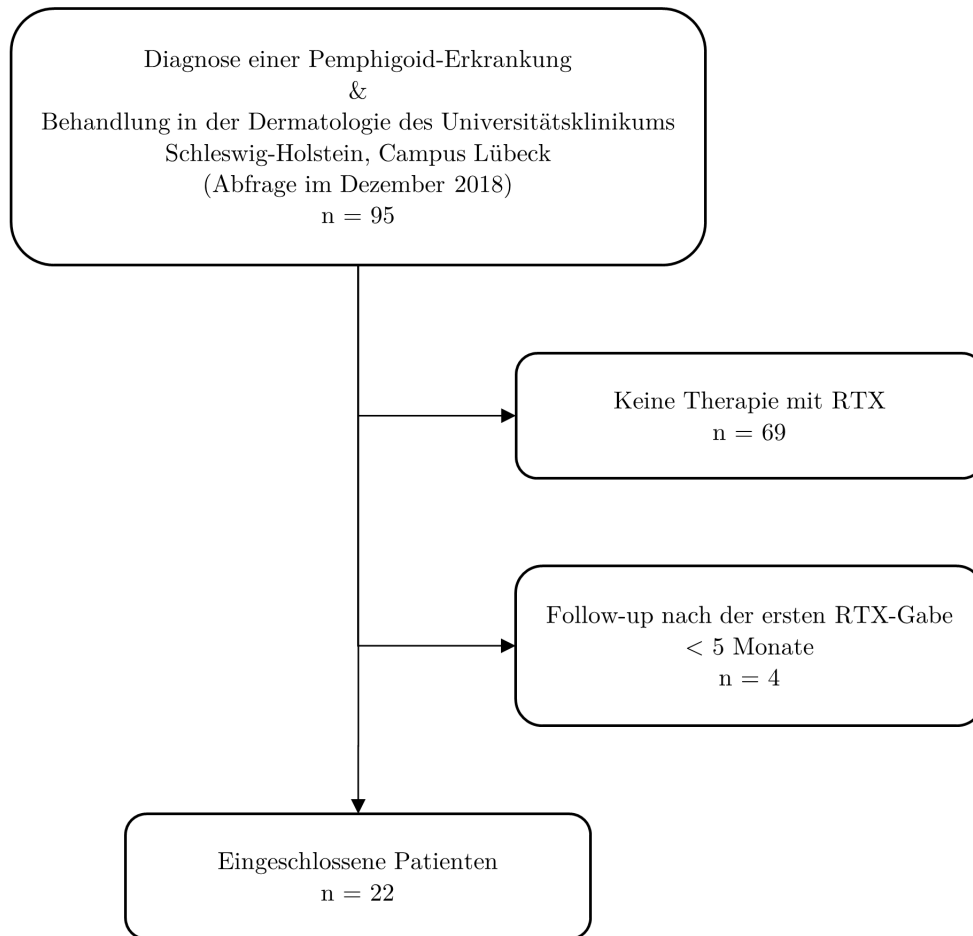 Diagnose einer Pemphigoid-Erkrankung
&
Behandlung in der Dermatologie des Universitätsklinikums
Schleswig-Holstein, Campus Lübeck
(Abfrage im Dezember 2018)
n = 95
Keine Therapie mit RTX
n = 69
Follow-up nach der ersten RTX-Gabe
< 5 Monate
n = 4
Eingeschlossene Patienten
n = 22